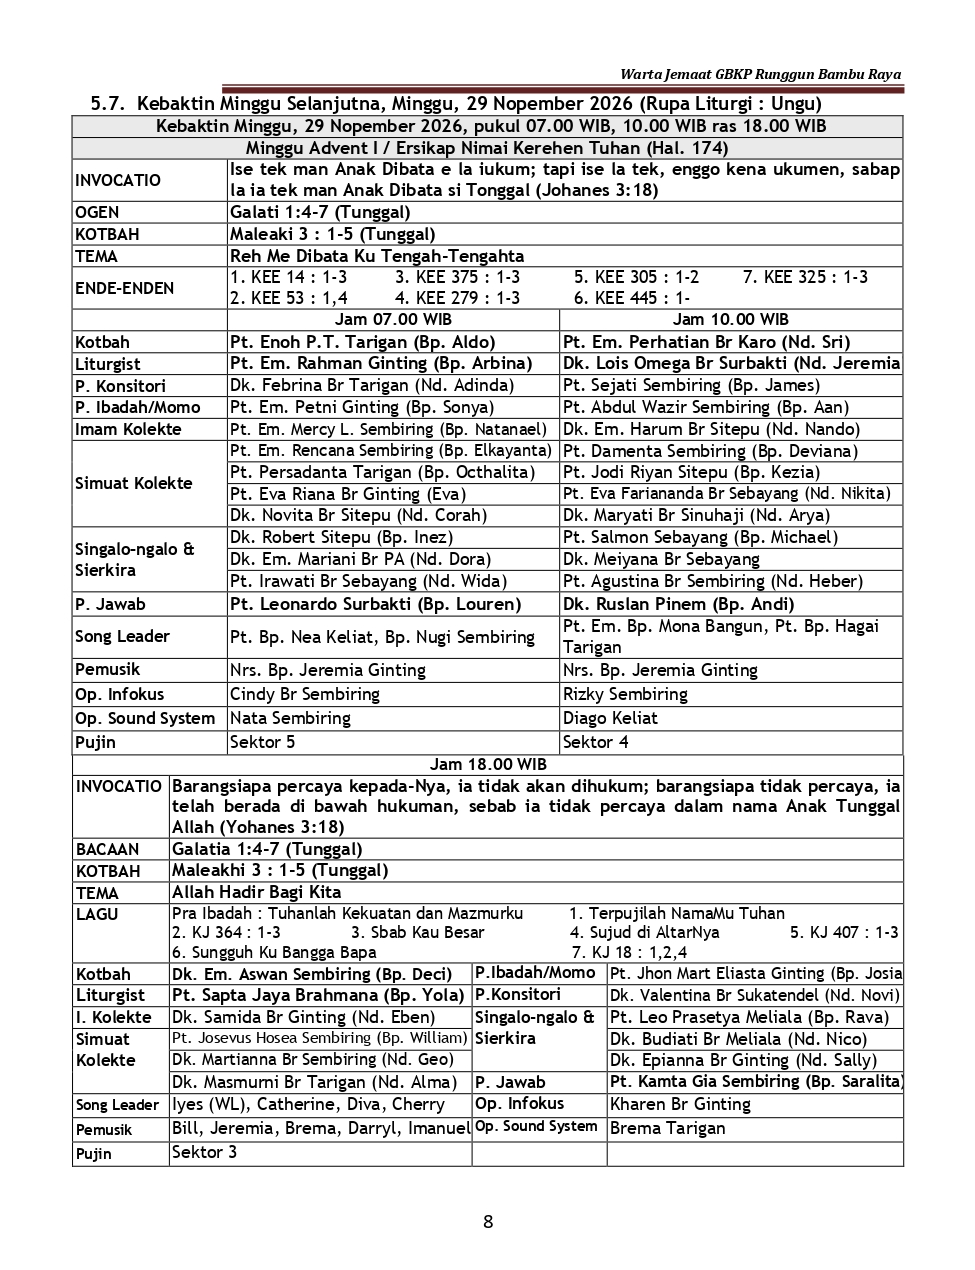 Warta Jemaat GBKP Runggun Bambu Raya
5.7. Kebaktin Minggu Selanjutna, Minggu, 29 Nopember 2026 (Rupa Liturgi : Ungu)
Kebaktin Minggu, 29 Nopember 2026, pukul 07.00 WIB, 10.00 WIB ras 18.00 WIB
Minggu Advent I / Ersikap Nimai Kerehen Tuhan (Hal. 174)
INVOCATIO Ise tek man Anak Dibata e la iukum; tapi ise la tek, enggo kena ukumen, sabap
la ia tek man Anak Dibata si Tonggal (Johanes 3:18)
OGEN Galati 1:4-7 (Tunggal)
KOTBAH Maleaki 3 : 1-5 (Tunggal)
TEMA Reh Me Dibata Ku Tengah-Tengahta
ENDE-ENDEN 1. KEE 14 : 1-3 3. KEE 375 : 1-3 5. KEE 305 : 1-2 7. KEE 325 : 1-3
2. KEE 53 : 1,4 4. KEE 279 : 1-3 6. KEE 445 : 1-
Jam 07.00 WIB Jam 10.00 WIB
Kotbah Pt. Enoh P.T. Tarigan (Bp. Aldo) Pt. Em. Perhatian Br Karo (Nd. Sri)
Liturgist Pt. Em. Rahman Ginting (Bp. Arbina) Dk. Lois Omega Br Surbakti (Nd. Jeremia
P. Konsitori Dk. Febrina Br Tarigan (Nd. Adinda) Pt. Sejati Sembiring (Bp. James)
P. Ibadah/Momo Pt. Em. Petni Ginting (Bp. Sonya) Pt. Abdul Wazir Sembiring (Bp. Aan)
Imam Kolekte Pt. Em. Mercy L. Sembiring (Bp. Natanael) Dk. Em. Harum Br Sitepu (Nd. Nando)
Simuat Kolekte Pt. Em. Rencana Sembiring (Bp. Elkayanta) Pt. Damenta Sembiring (Bp. Deviana)
Pt. Persadanta Tarigan (Bp. Octhalita) Pt. Jodi Riyan Sitepu (Bp. Kezia)
Pt. Eva Riana Br Ginting (Eva) Pt. Eva Fariananda Br Sebayang (Nd. Nikita)
Dk. Novita Br Sitepu (Nd. Corah) Dk. Maryati Br Sinuhaji (Nd. Arya)
Singalo-ngalo & Sierkira Dk. Robert Sitepu (Bp. Inez) Pt. Salmon Sebayang (Bp. Michael)
Dk. Em. Mariani Br PA (Nd. Dora) Dk. Meiyana Br Sebayang
Pt. Irawati Br Sebayang (Nd. Wida) Pt. Agustina Br Sembiring (Nd. Heber)
P. Jawab Pt. Leonardo Surbakti (Bp. Louren) Dk. Ruslan Pinem (Bp. Andi)
Song Leader Pt. Bp. Nea Keliat, Bp. Nugi Sembiring Pt. Em. Bp. Mona Bangun, Pt. Bp. Hagai
Tarigan
Pemusik Nrs. Bp. Jeremia Ginting Nrs. Bp. Jeremia Ginting
Op. Infokus Cindy Br Sembiring Rizky Sembiring
Op. Sound System Nata Sembiring Diago Keliat
Pujin Sektor 5 Sektor 4
Jam 18.00 WIB
INVOCATIO Barangsiapa percaya kepada-Nya, ia tidak akan dihukum; barangsiapa tidak percaya, ia
telah berada di bawah hukuman, sebab ia tidak percaya dalam nama Anak Tunggal
Allah (Yohanes 3:18)
BACAAN Galatia 1:4-7 (Tunggal)
KOTBAH Maleakhi 3 : 1-5 (Tunggal)
TEMA Allah Hadir Bagi Kita
LAGU Pra Ibadah : Tuhanlah Kekuatan dan Mazmurku 1. Terpujilah NamaMu Tuhan
2. KJ 364 : 1-3 3. Sbab Kau Besar 4. Sujud di AltarNya 5. KJ 407 : 1-3
6. Sungguh Ku Bangga Bapa 7. KJ 18 : 1,2,4
Kotbah Dk. Em. Aswan Sembiring (Bp. Deci) P.Ibadah/Momo Pt. Jhon Mart Eliasta Ginting (Bp. Josia
Liturgist Pt. Sapta Jaya Brahmana (Bp. Yola) P.Konsitori Dk. Valentina Br Sukatendel (Nd. Novi)
I. Kolekte Dk. Samida Br Ginting (Nd. Eben) Singalo-ngalo & Pt. Leo Prasetya Meliala (Bp. Rava)
Simuat Pt. Josevus Hosea Sembiring (Bp. William) Sierkira Dk. Budiati Br Meliala (Nd. Nico)
Kolekte Dk. Martianna Br Sembiring (Nd. Geo) Dk. Epianna Br Ginting (Nd. Sally)
Dk. Masmurni Br Tarigan (Nd. Alma) P. Jawab Pt. Kamta Gia Sembiring (Bp. Saralita)
Song Leader Iyes (WL), Catherine, Diva, Cherry Op. Infokus Kharen Br Ginting
Pemusik Bill, Jeremia, Brema, Darryl, Imanuel Op. Sound System Brema Tarigan
Pujin Sektor 3
8